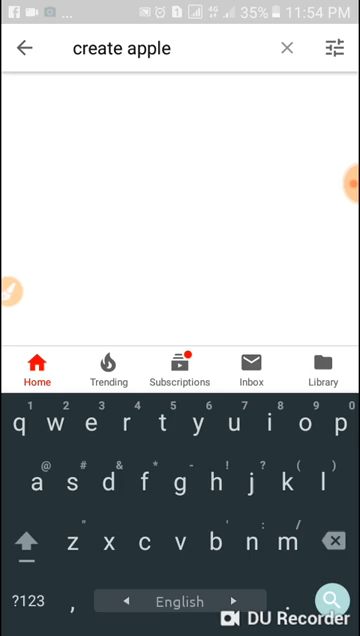 4G 35% 11:54 PM
create apple
Home Trending Subscriptions Inbox Library
1 2 3 4 5 6 7 8 9 0
q w e r t y u i o p
@ # & * - ! ? ( )
a s d f g h j k l
" ' : /
z x c v b n m
?123 , English .
DU Recorder